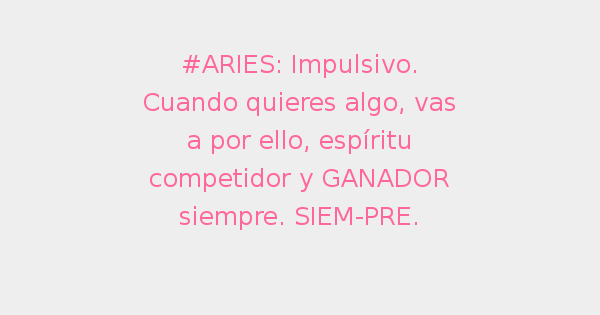 #ARIES: Impulsivo.
Cuando quieres algo, vas
a por ello, espíritu
competidor y GANADOR
siempre. SIEM-PRE.